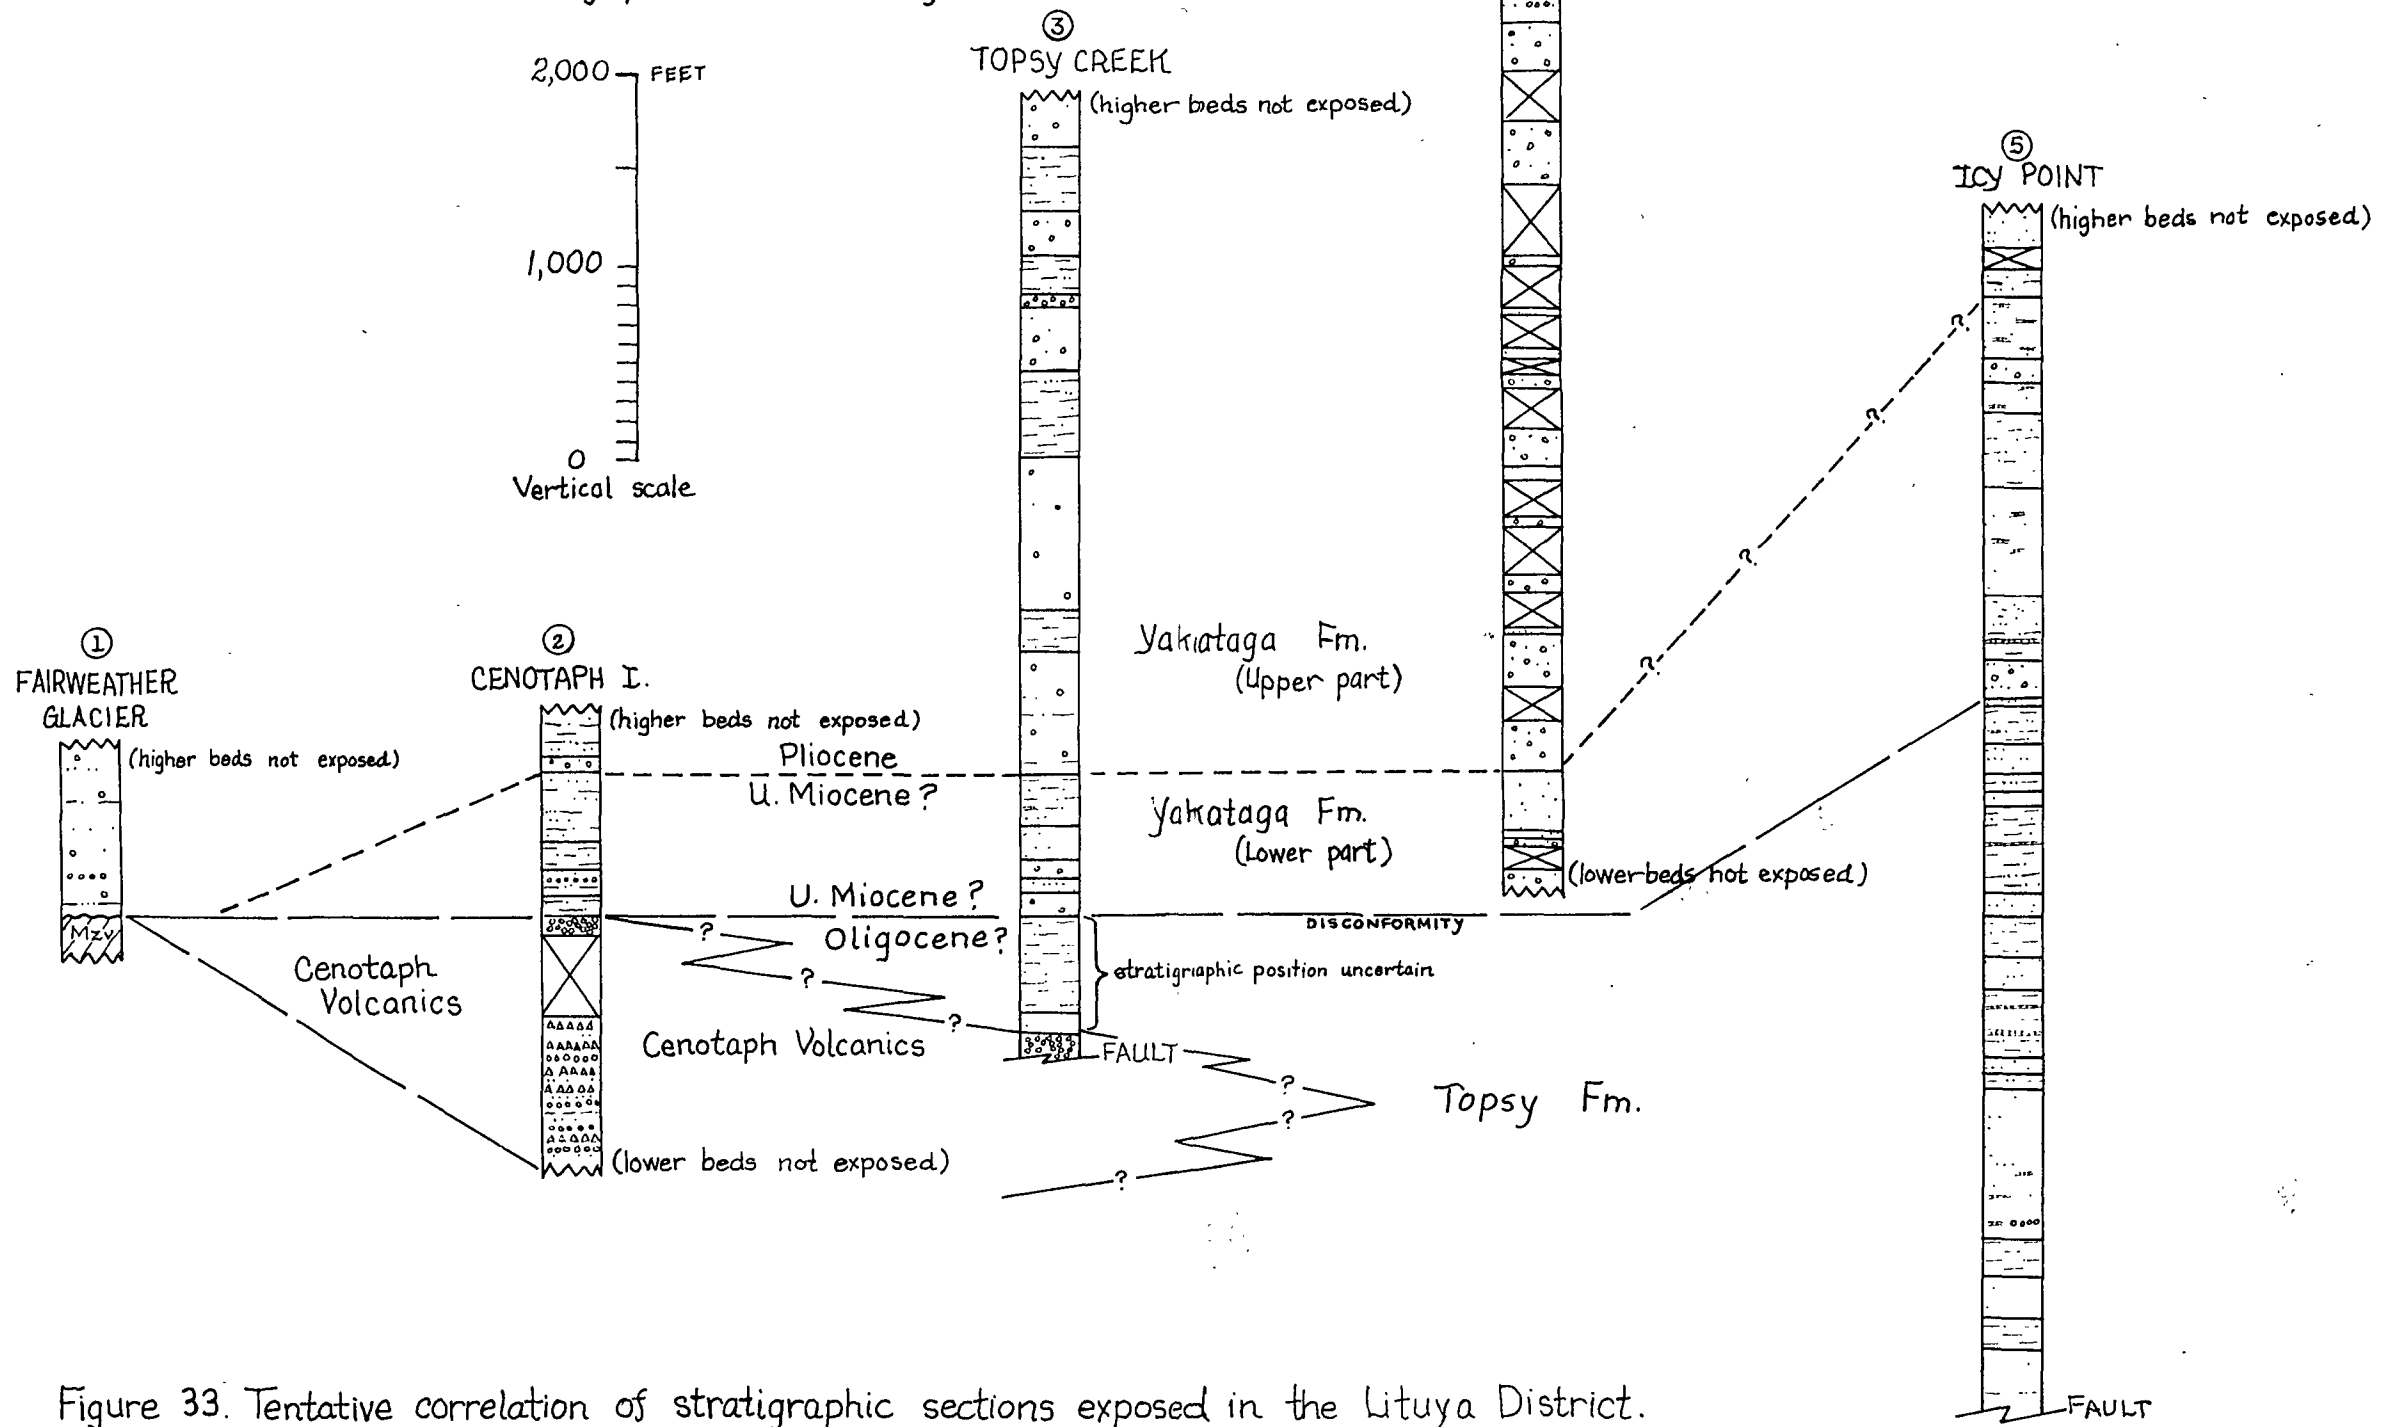 ③
TOPSY CREEK
2,000 FEET
(higher beds not exposed)
⑤
ICY POINT
(higher beds not exposed)
1,000
0
Vertical scale
①
FAIRWEATHER
GLACIER
(higher beds not exposed)
②
CENOTAPH I.
(higher beds not exposed)
Yakataga Fm.
(Upper part)
Pliocene
U. Miocene?
Yakataga Fm.
(Lower part)
(lower beds not exposed)
U. Miocene?
DISCONFORMITY
Oligocene?
Mzv
Cenotaph
Volcanics
stratigraphic position uncertain
Cenotaph Volcanics
FAULT
Topsy Fm.
(lower beds not exposed)
?
?
?
?
?
?
?
?
?
?
?
Figure 33. Tentative correlation of stratigraphic sections exposed in the Lituya District.
FAULT